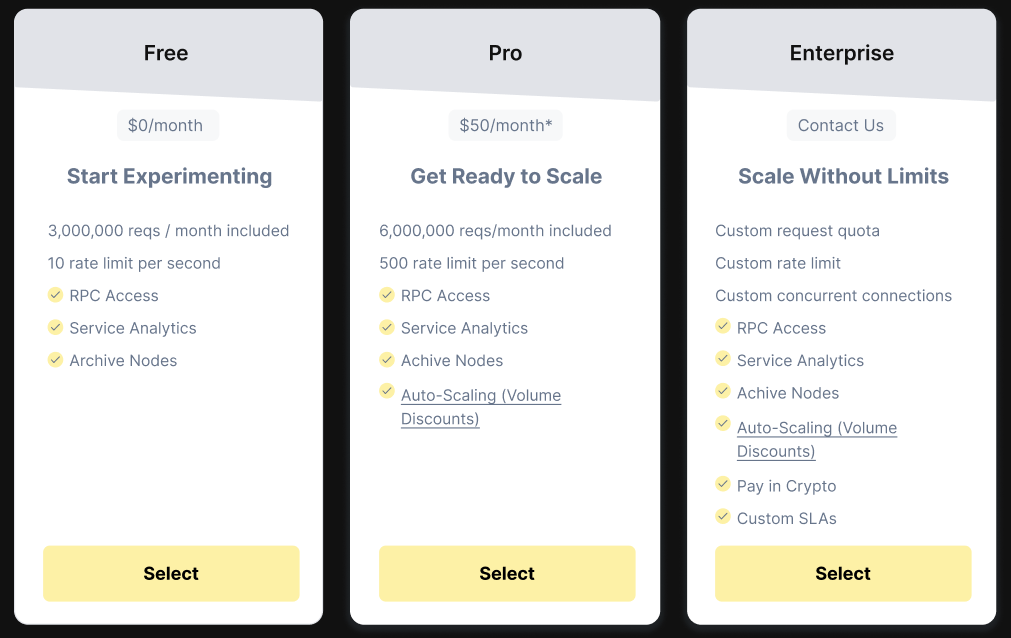 Free
$0/month
Start Experimenting
3,000,000 reqs / month included
10 rate limit per second
RPC Access
Service Analytics
Archive Nodes
Select
Pro
$50/month*
Get Ready to Scale
6,000,000 reqs/month included
500 rate limit per second
RPC Access
Service Analytics
Achive Nodes
Auto-Scaling (Volume
Discounts)
Select
Enterprise
Contact Us
Scale Without Limits
Custom request quota
Custom rate limit
Custom concurrent connections
RPC Access
Service Analytics
Achive Nodes
Auto-Scaling (Volume
Discounts)
Pay in Crypto
Custom SLAs
Select